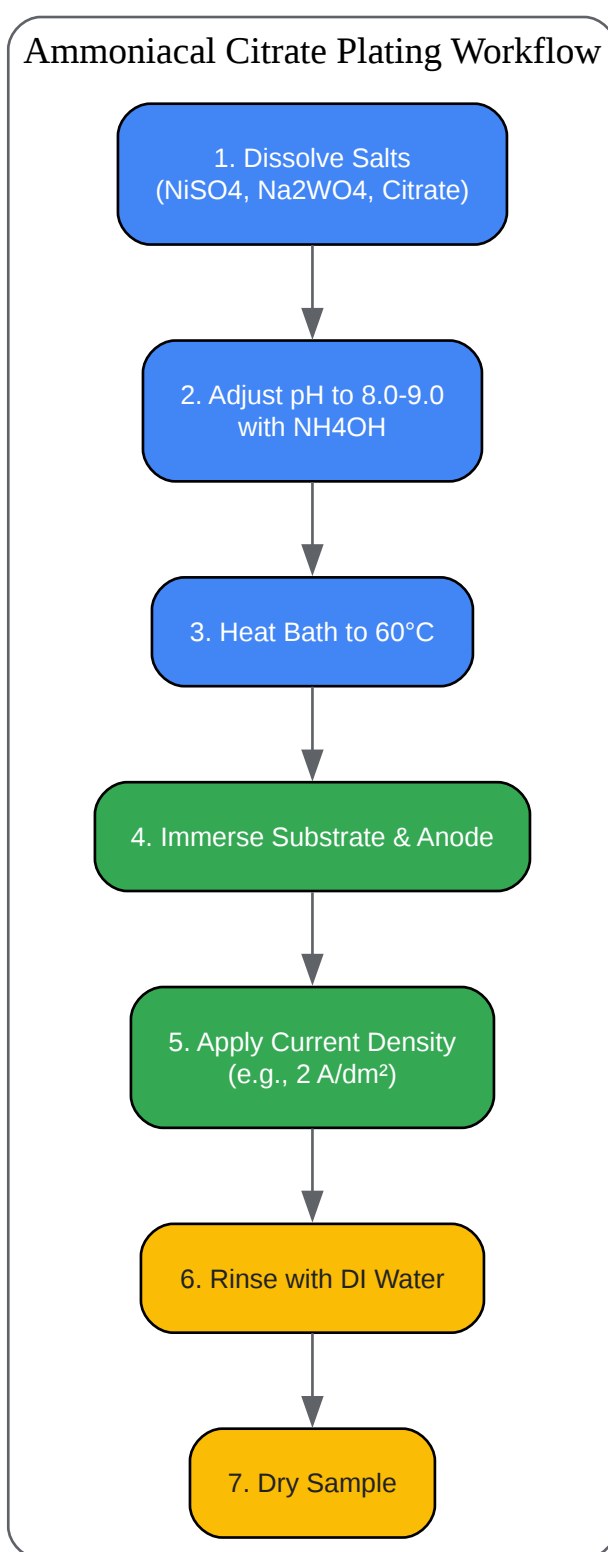 Ammoniacal Citrate Plating Workflow
1. Dissolve Salts
(NiSO4, Na2WO4, Citrate)
2. Adjust pH to 8.0-9.0
with NH4OH
3. Heat Bath to 60°C
4. Immerse Substrate & Anode
5. Apply Current Density
(e.g., 2 A/dm²)
6. Rinse with DI Water
7. Dry Sample